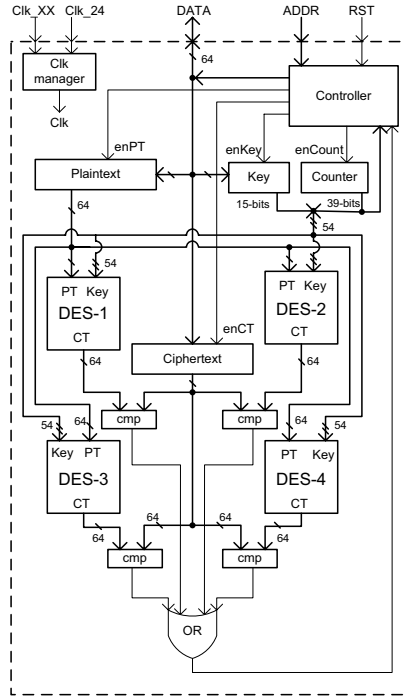 Clk_XX Clk_24 DATA ADDR RST
64
Clk manager
Controller
Clk
enPT enKey enCount
Plaintext Key Counter
64 15-bits 39-bits
54
54
PT Key PT Key
DES-1 DES-2
CT enCT CT
64 Ciphertext 64
cmp cmp
54 64 64 54
Key PT PT Key
DES-3 DES-4
CT CT
64 64 64 64
cmp cmp
OR